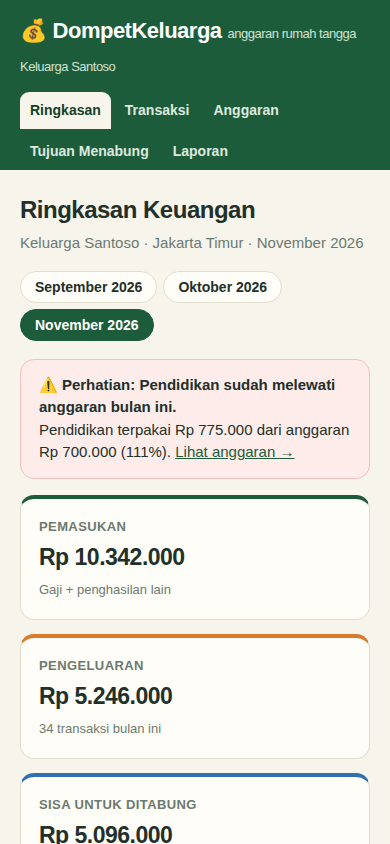 💰 DompetKeluarga anggaran rumah tangga
Keluarga Santoso
Ringkasan Transaksi Anggaran
Tujuan Menabung Laporan
Ringkasan Keuangan
Keluarga Santoso · Jakarta Timur · November 2026
September 2026 Oktober 2026
November 2026
⚠️ Perhatian: Pendidikan sudah melewati
anggaran bulan ini.
Pendidikan terpakai Rp 775.000 dari anggaran
Rp 700.000 (111%). Lihat anggaran →
PEMASUKAN
Rp 10.342.000
Gaji + penghasilan lain
PENGELUARAN
Rp 5.246.000
34 transaksi bulan ini
SISA UNTUK DITABUNG
Rp 5.096.000